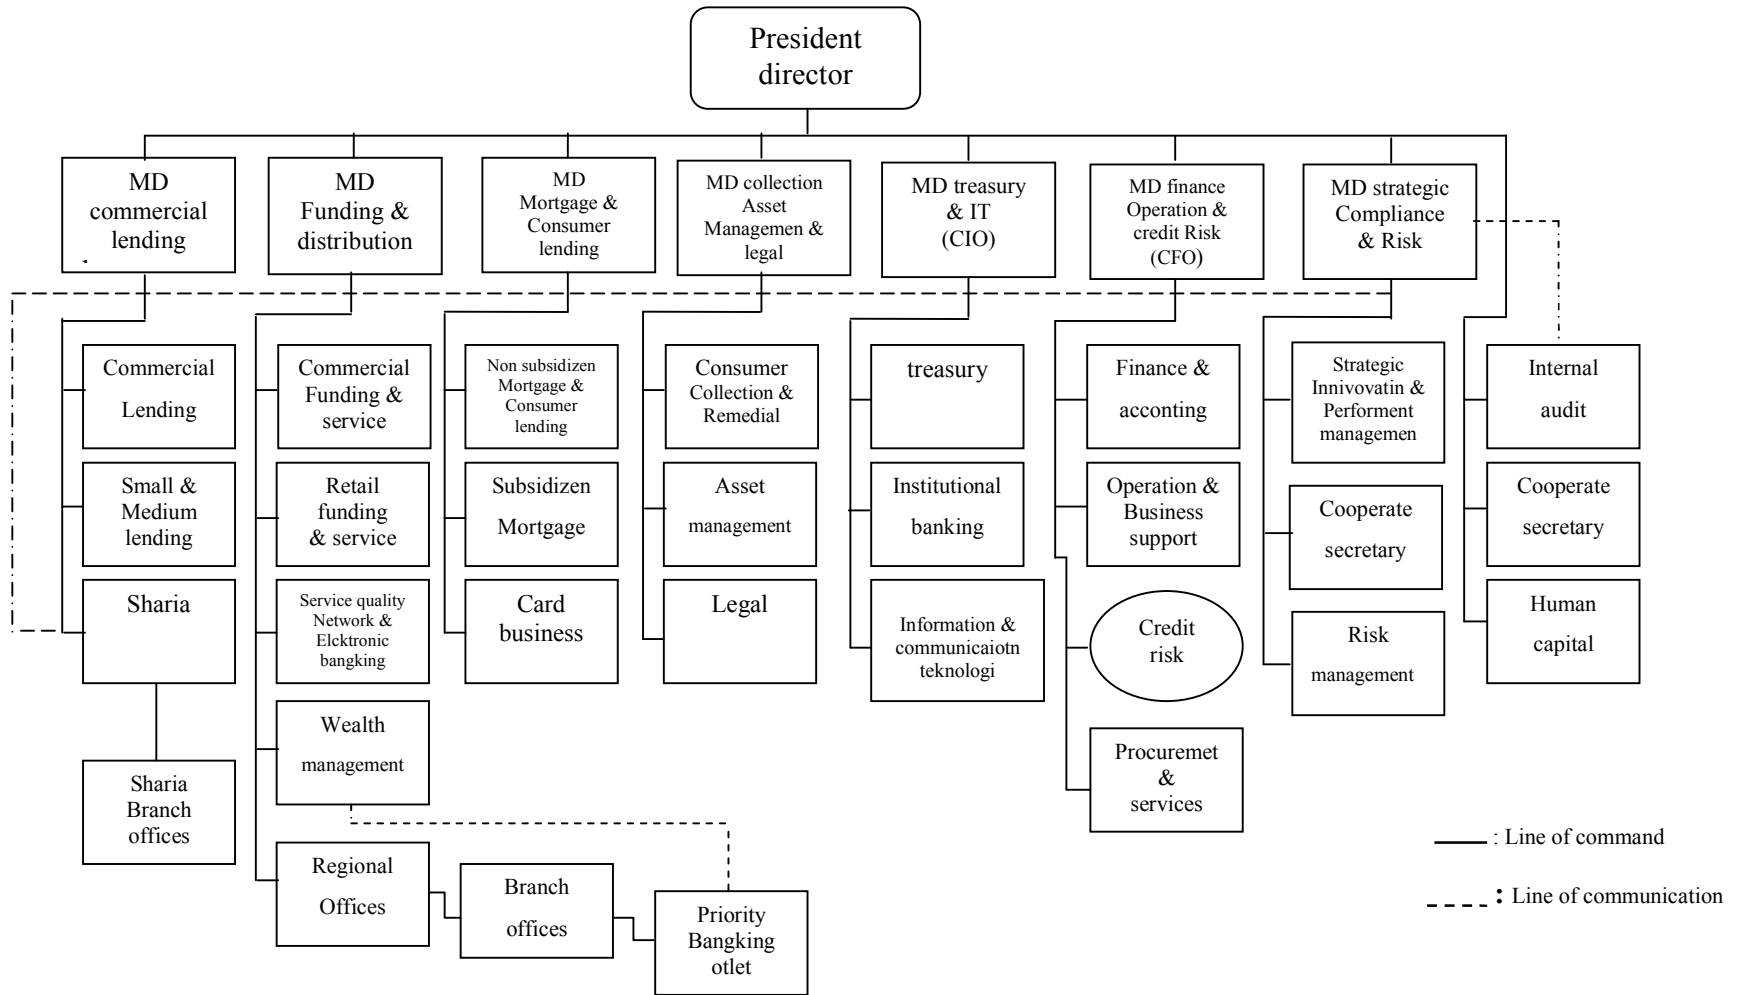 President
director
MD
commercial
lending
MD
Funding &
distribution
MD
Mortgage &
Consumer
lending
MD collection
Asset
Managemen &
legal
MD treasury
& IT
(CIO)
MD finance
Operation &
credit Risk
(CFO)
MD strategic
Compliance
& Risk
Commercial
Lending
Commercial
Funding &
service
Non subsidizen
Mortgage &
Consumer
lending
Consumer
Collection &
Remedial
treasury
Finance &
acconting
Strategic
Innivovatin &
Performent
managemen
Internal
audit
Small &
Medium
lending
Retail
funding
& service
Subsidizen
Mortgage
Asset
management
Institutional
banking
Operation &
Business
support
Cooperate
secretary
Cooperate
secretary
Sharia
Service quality
Network &
Elcktronic
bangking
Card
business
Legal
Information &
communicaiotn
teknologi
Credit
risk
Risk
management
Human
capital
Wealth
management
Procuremet
&
services
Sharia
Branch
offices
Regional
Offices
Branch
offices
Priority
Bangking
otlet
: Line of command
: Line of communication